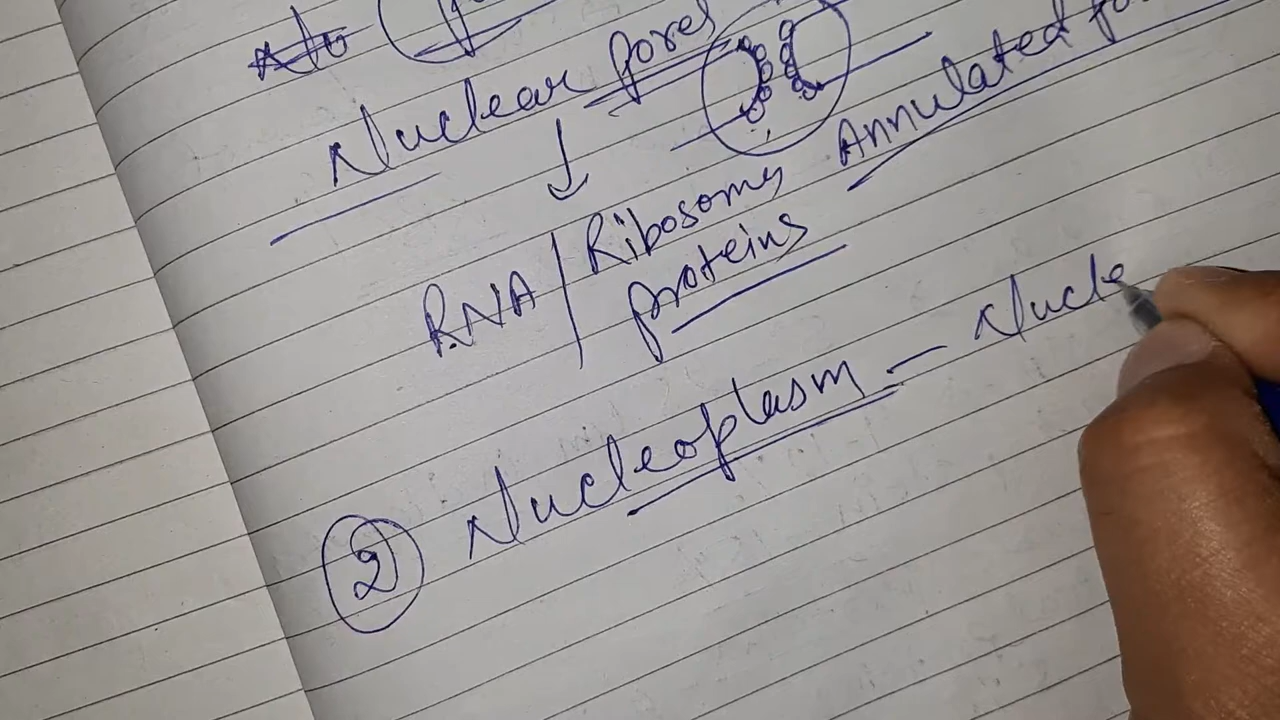 Nuclear pores
Annulated
RNA / Ribosomy
proteins
② Nucleoplasm — Nucle